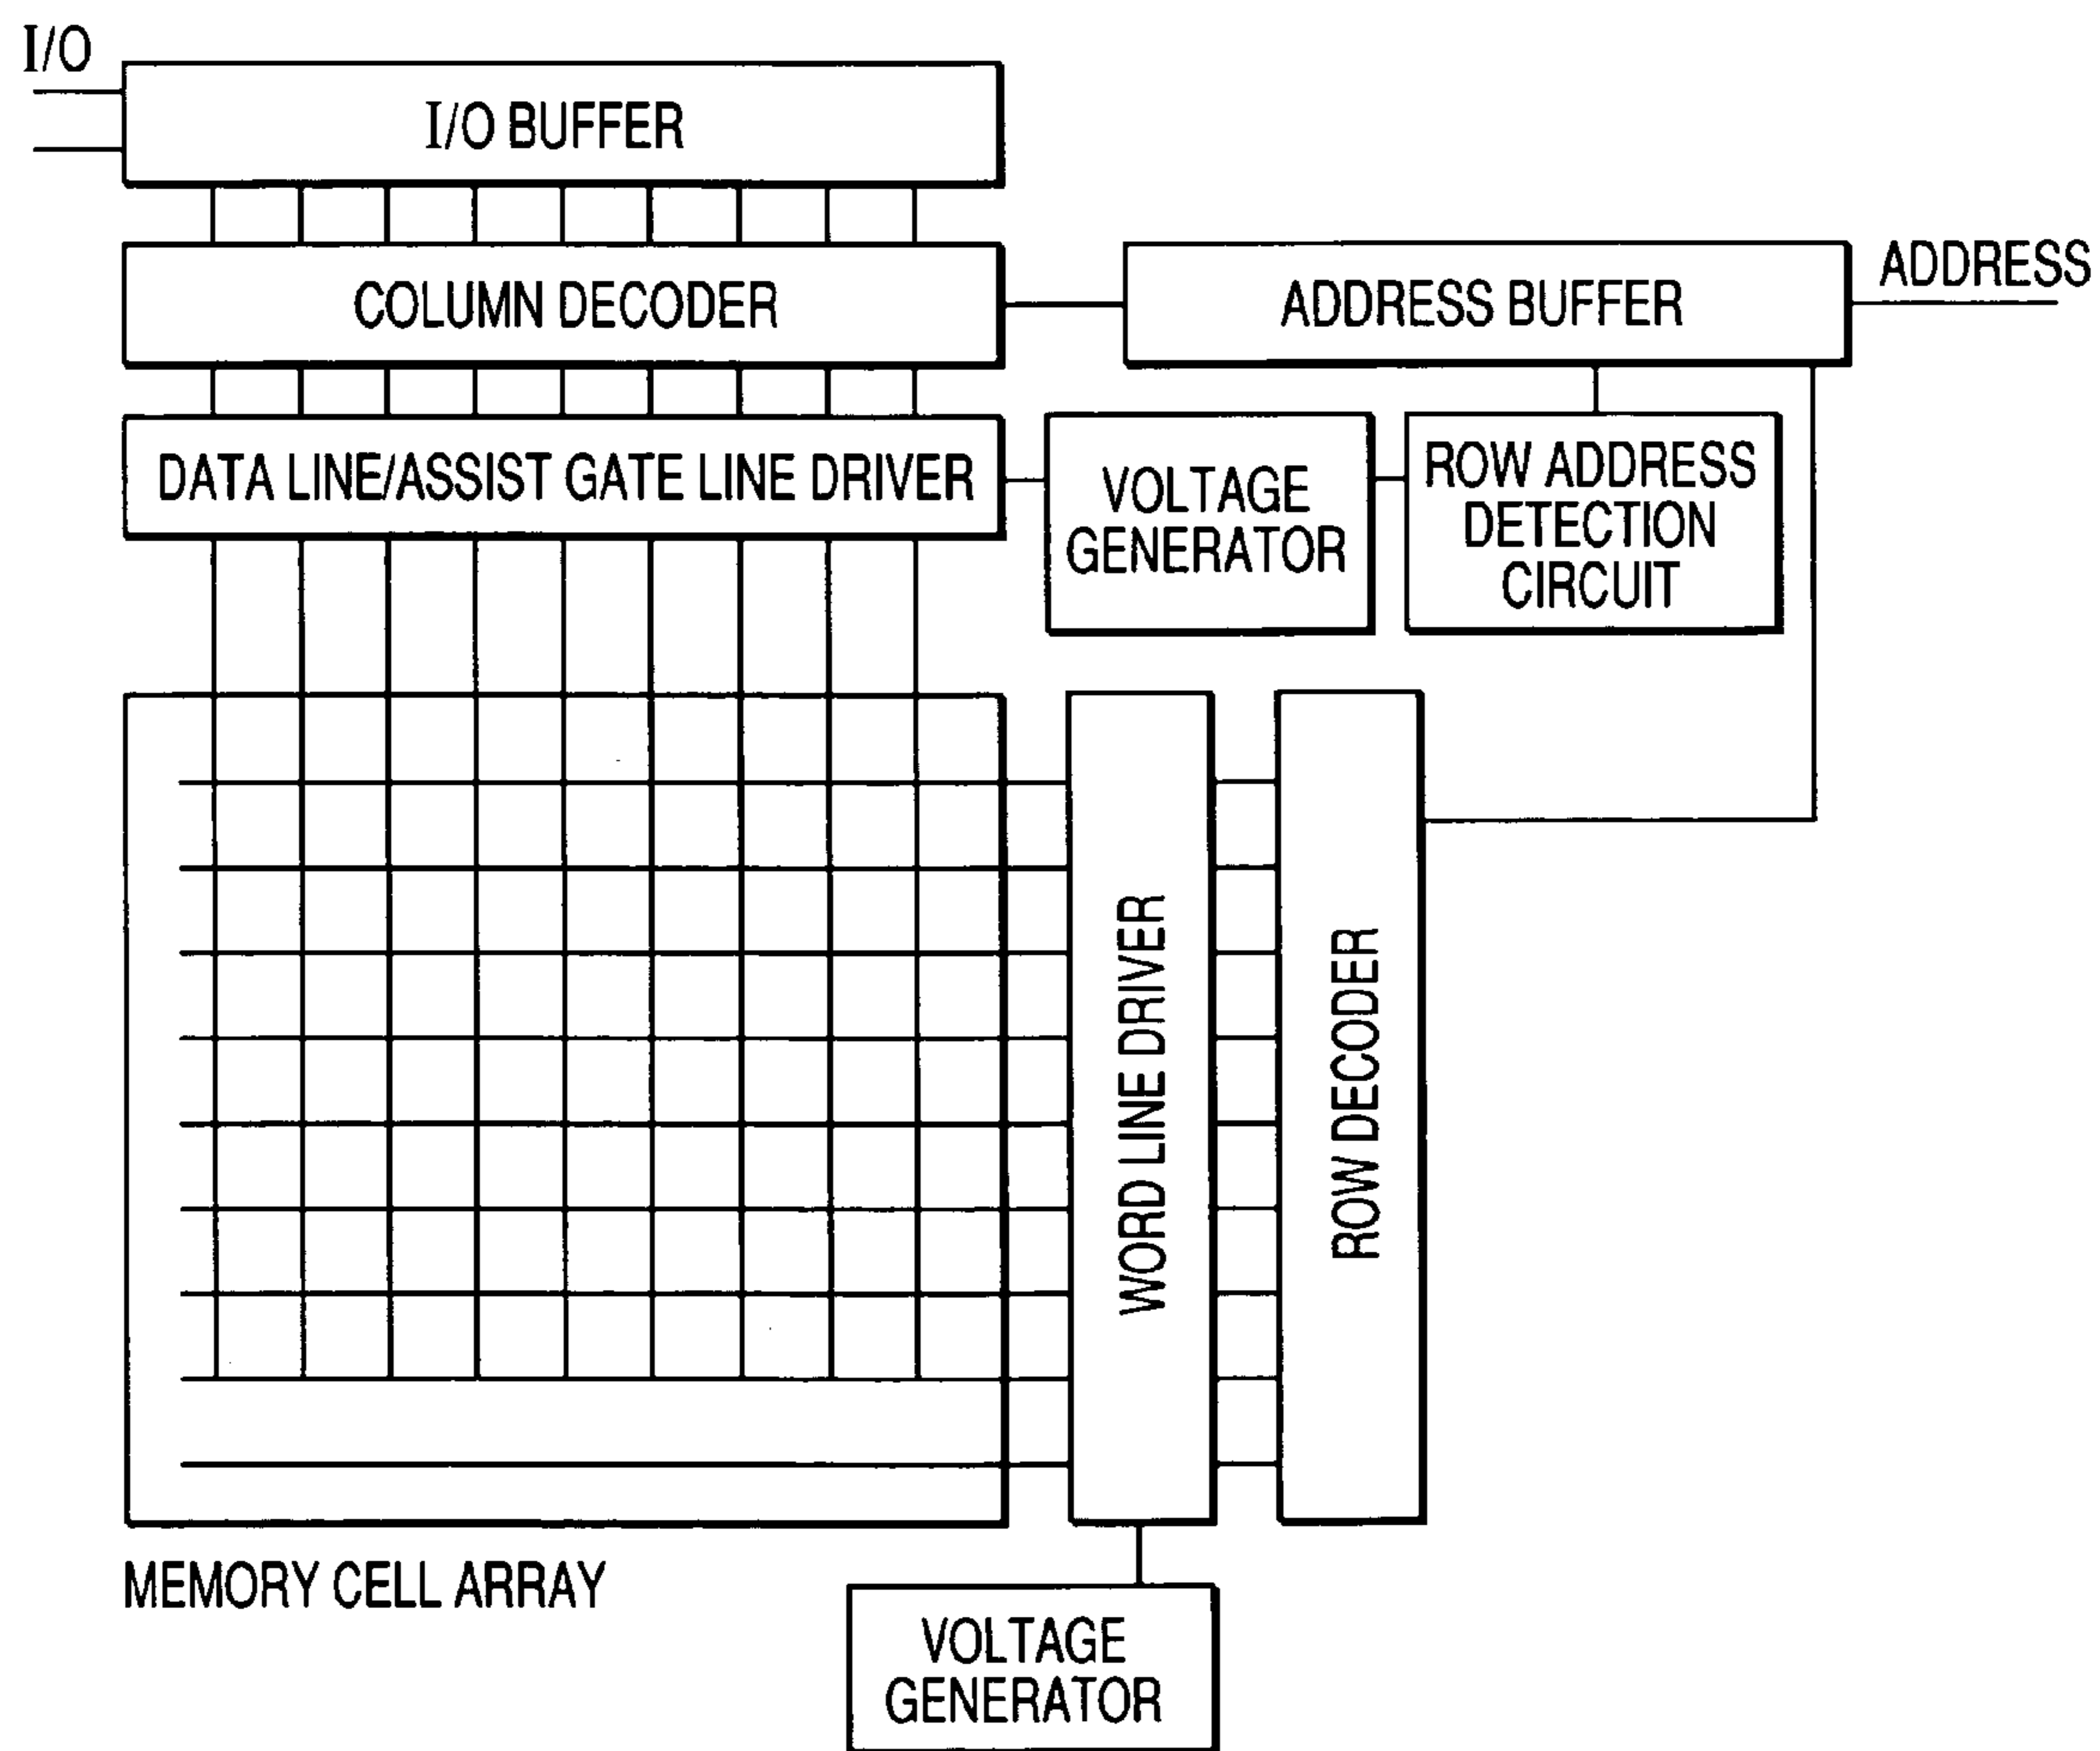 I/O
I/O BUFFER
COLUMN DECODER
ADDRESS BUFFER
ADDRESS
DATA LINE/ASSIST GATE LINE DRIVER
VOLTAGE
GENERATOR
ROW ADDRESS
DETECTION
CIRCUIT
WORD LINE DRIVER
ROW DECODER
MEMORY CELL ARRAY
VOLTAGE
GENERATOR